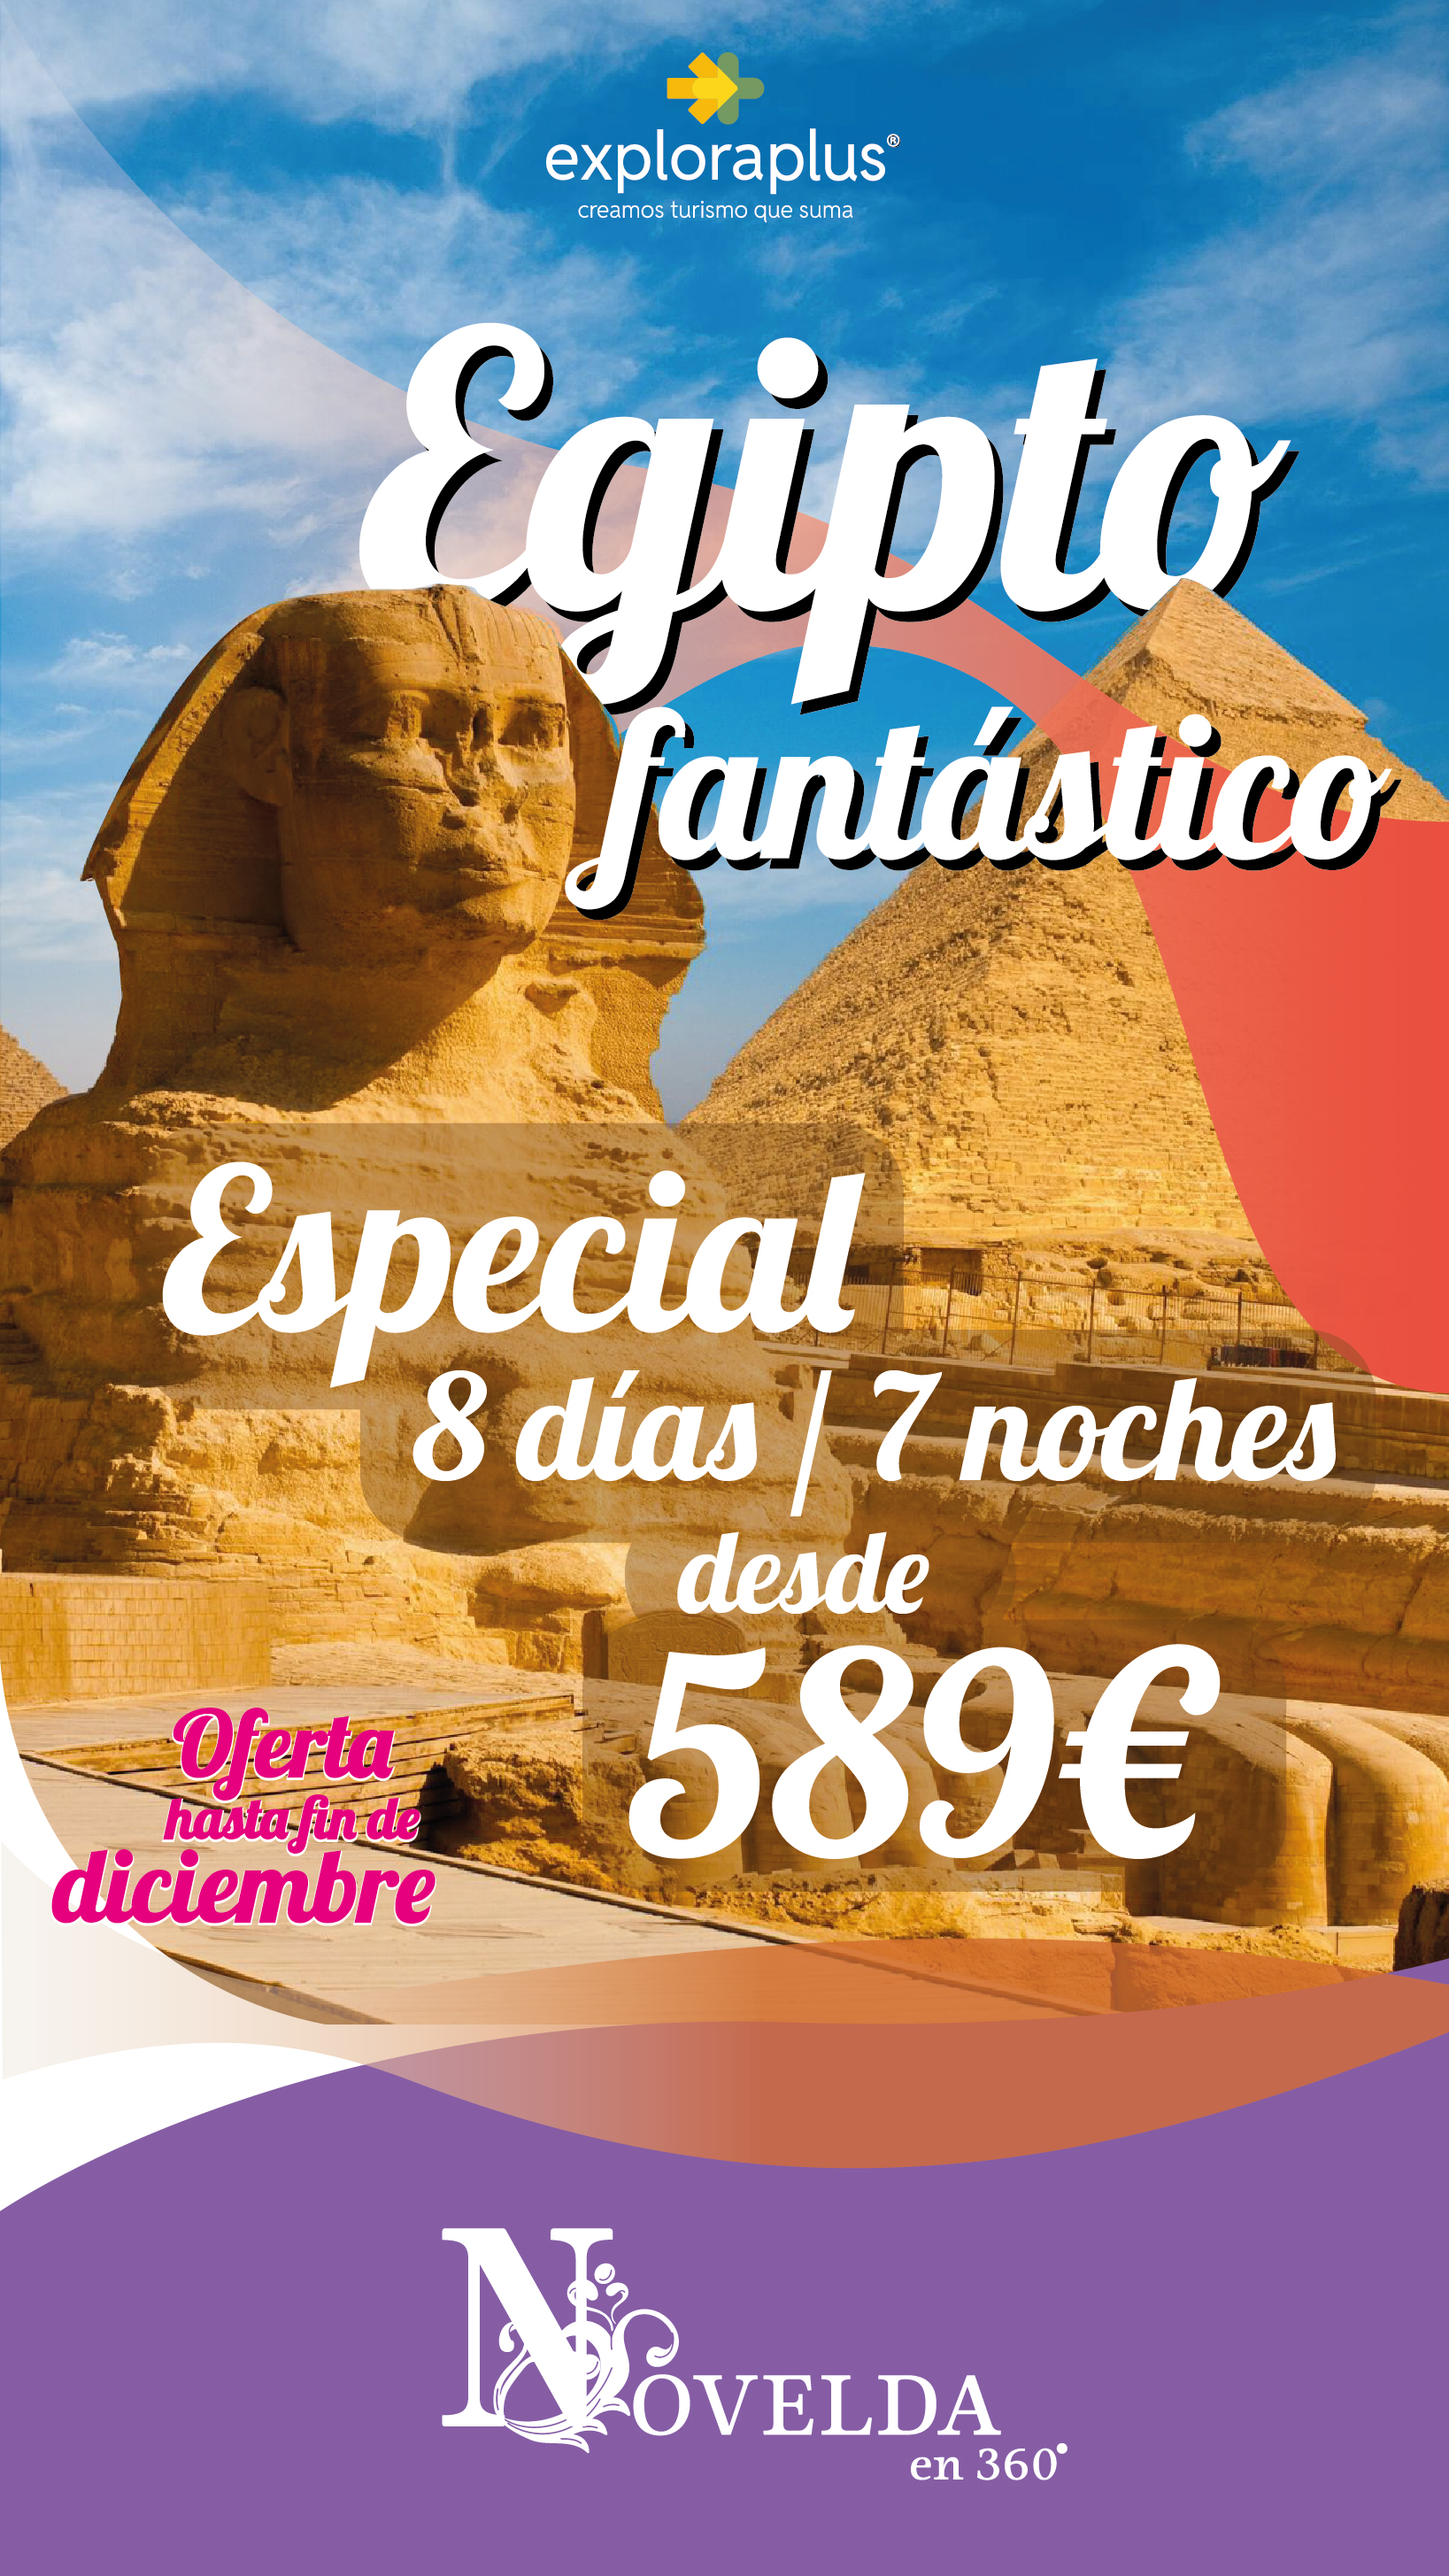 exploraplus®
creamos turismo que suma
Egipto
fantástico
Especial
8 días / 7 noches
desde
589€
Oferta
hasta fin de
diciembre
NOVELDA
en 360°